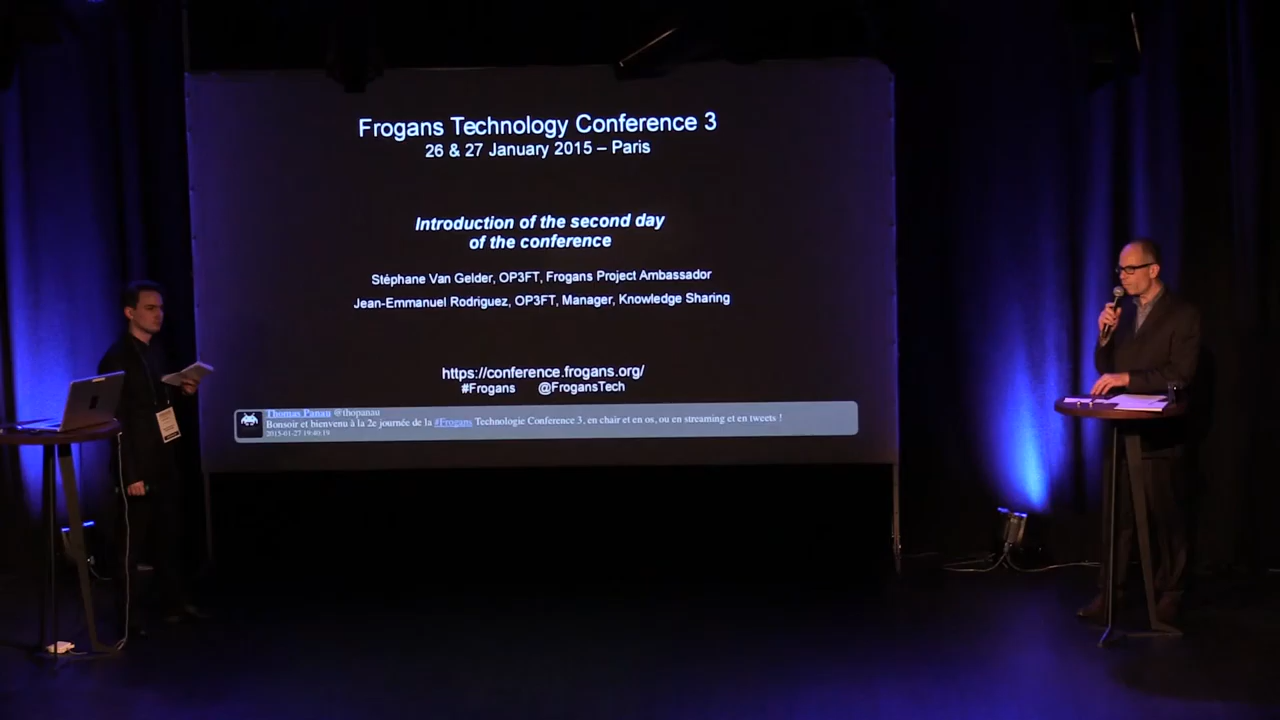 Frogans Technology Conference 3
26 & 27 January 2015 – Paris
Introduction of the second day
of the conference
Stéphane Van Gelder, OP3FT, Frogans Project Ambassador
Jean-Emmanuel Rodriguez, OP3FT, Manager, Knowledge Sharing
https://conference.frogans.org/
#Frogans @FrogansTech
Thomas Panau @thopanau
Bonsoir et bienvenu à la 2e journée de la #Frogans Technologie Conference 3, en chair et en os, ou en streaming et en tweets !
2015-01-27 19:40:19